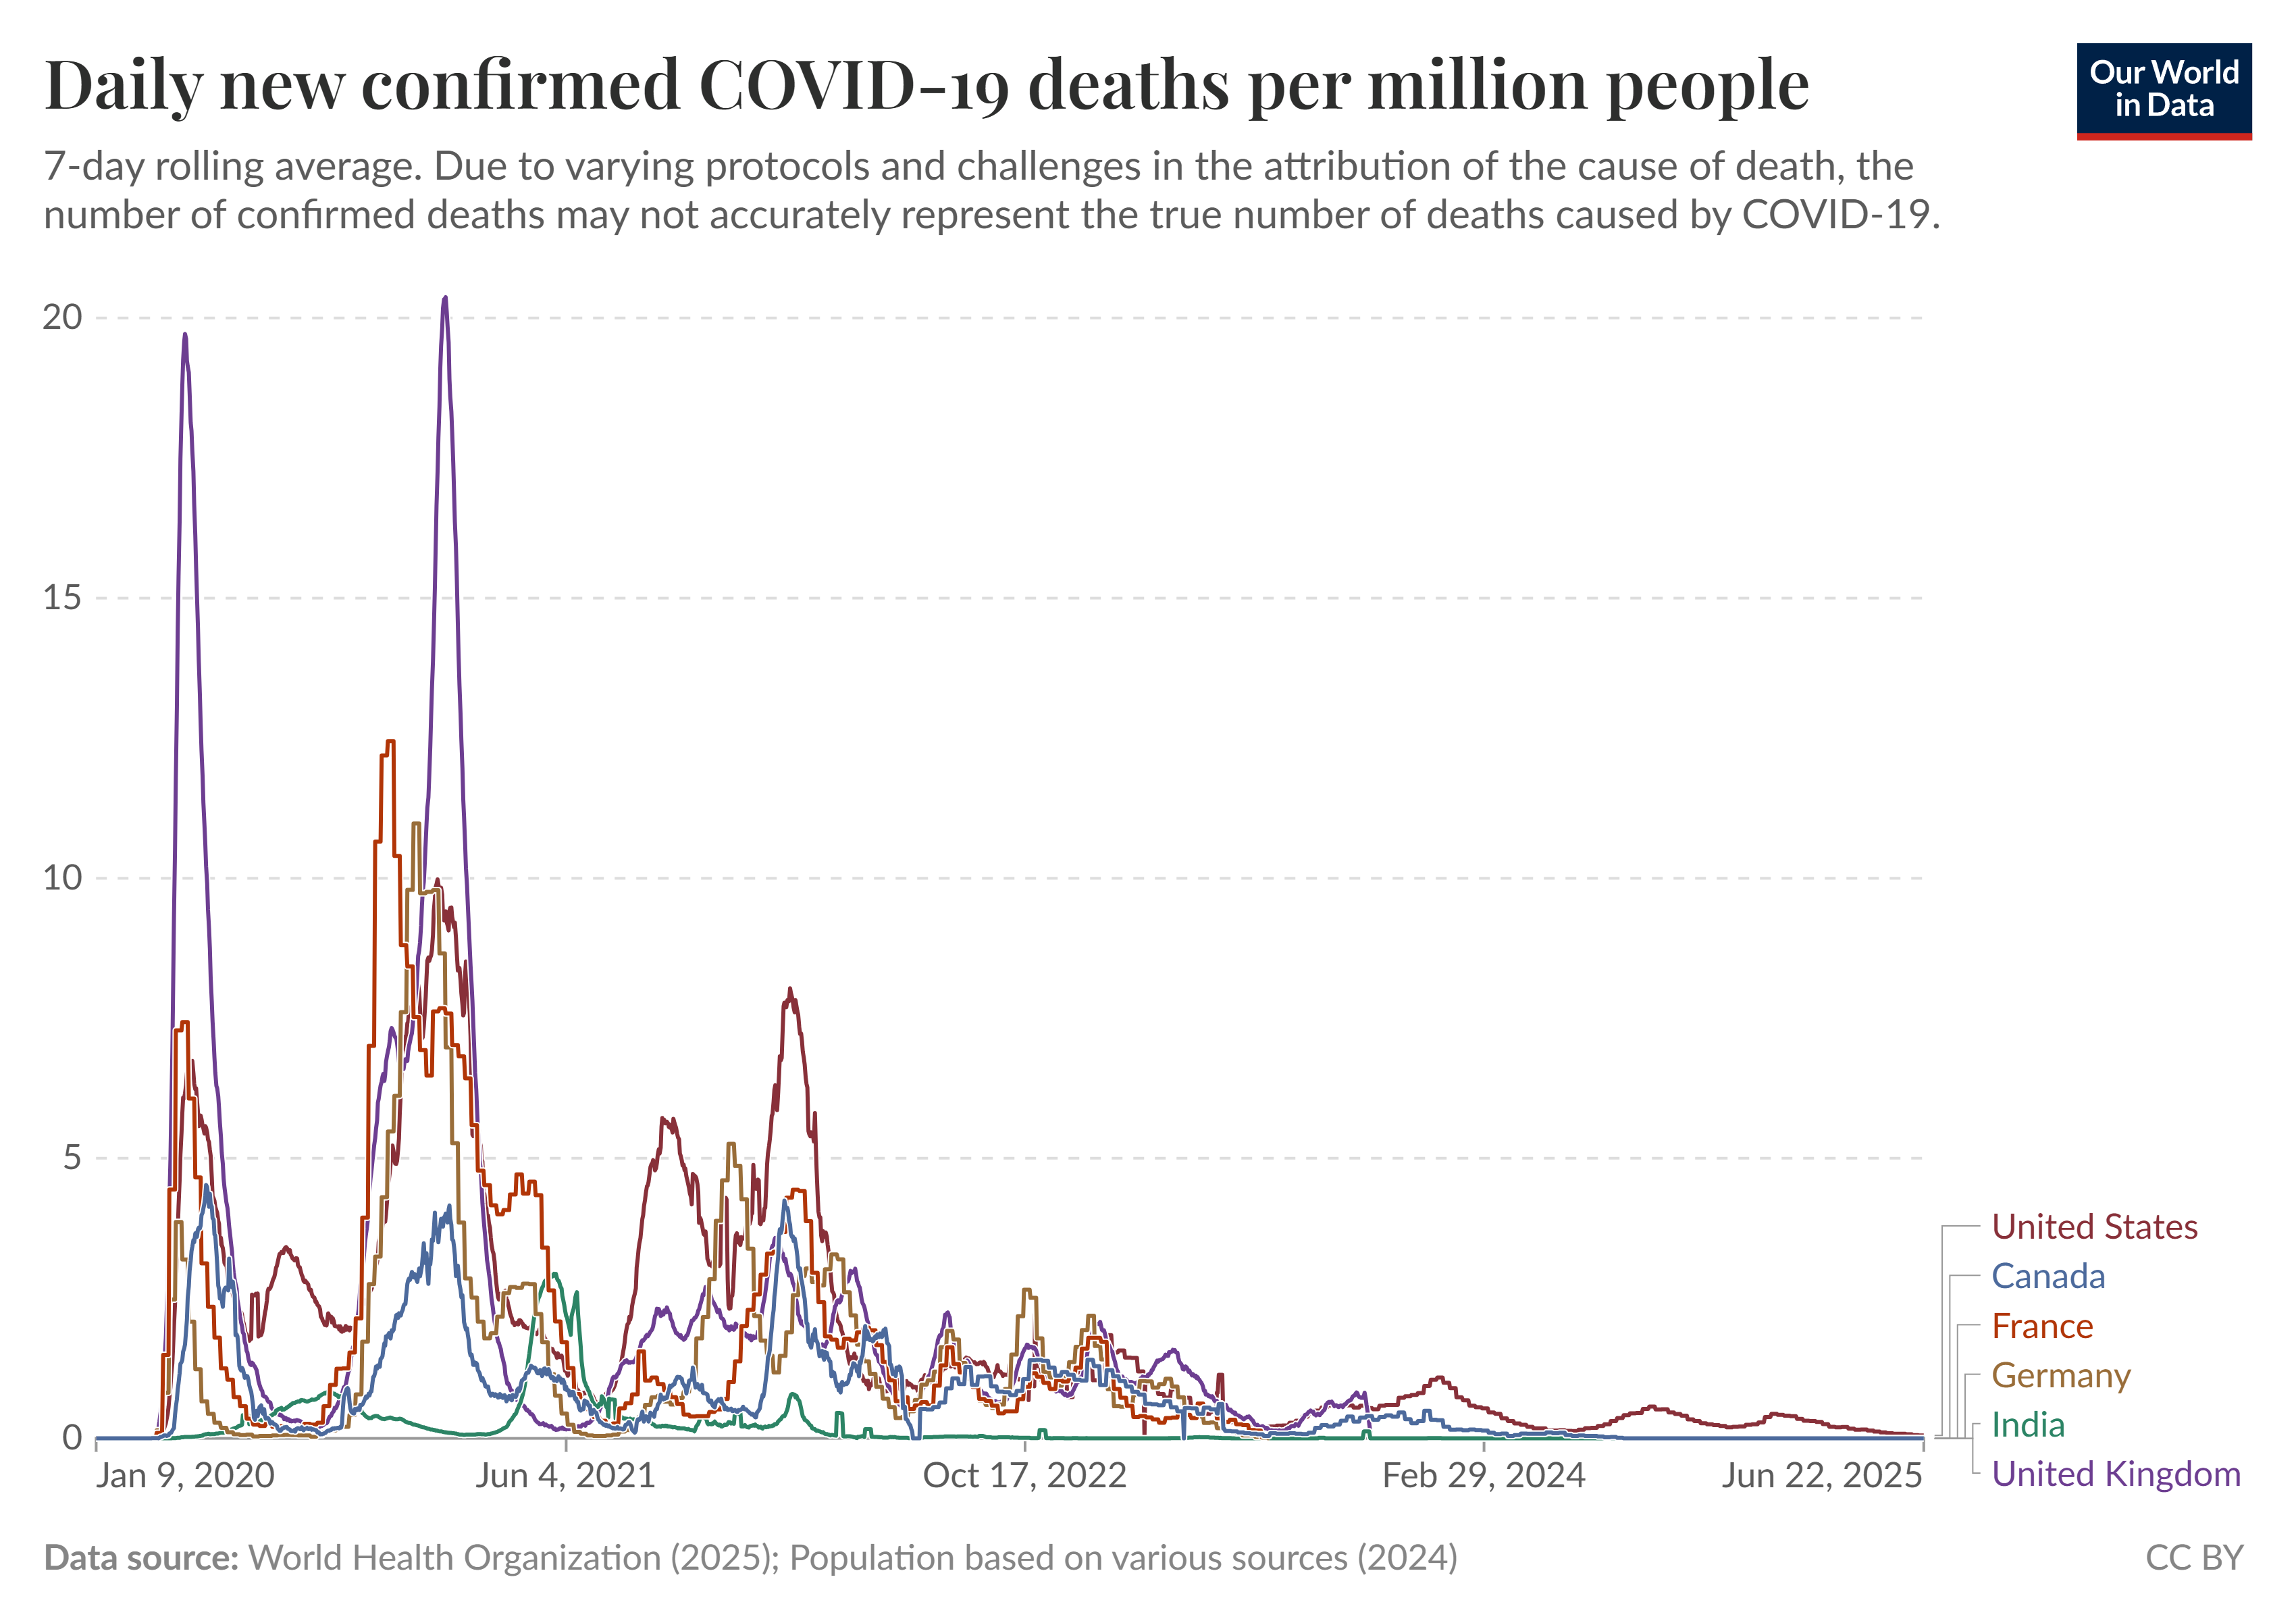 Daily new confirmed COVID-19 deaths per million people
Our World
in Data
7-day rolling average. Due to varying protocols and challenges in the attribution of the cause of death, the
number of confirmed deaths may not accurately represent the true number of deaths caused by COVID-19.
20
15
10
5
0
Jan 9, 2020
Jun 4, 2021
Oct 17, 2022
Feb 29, 2024
Jun 22, 2025
United States
Canada
France
Germany
India
United Kingdom
Data source: World Health Organization (2025); Population based on various sources (2024)
CC BY